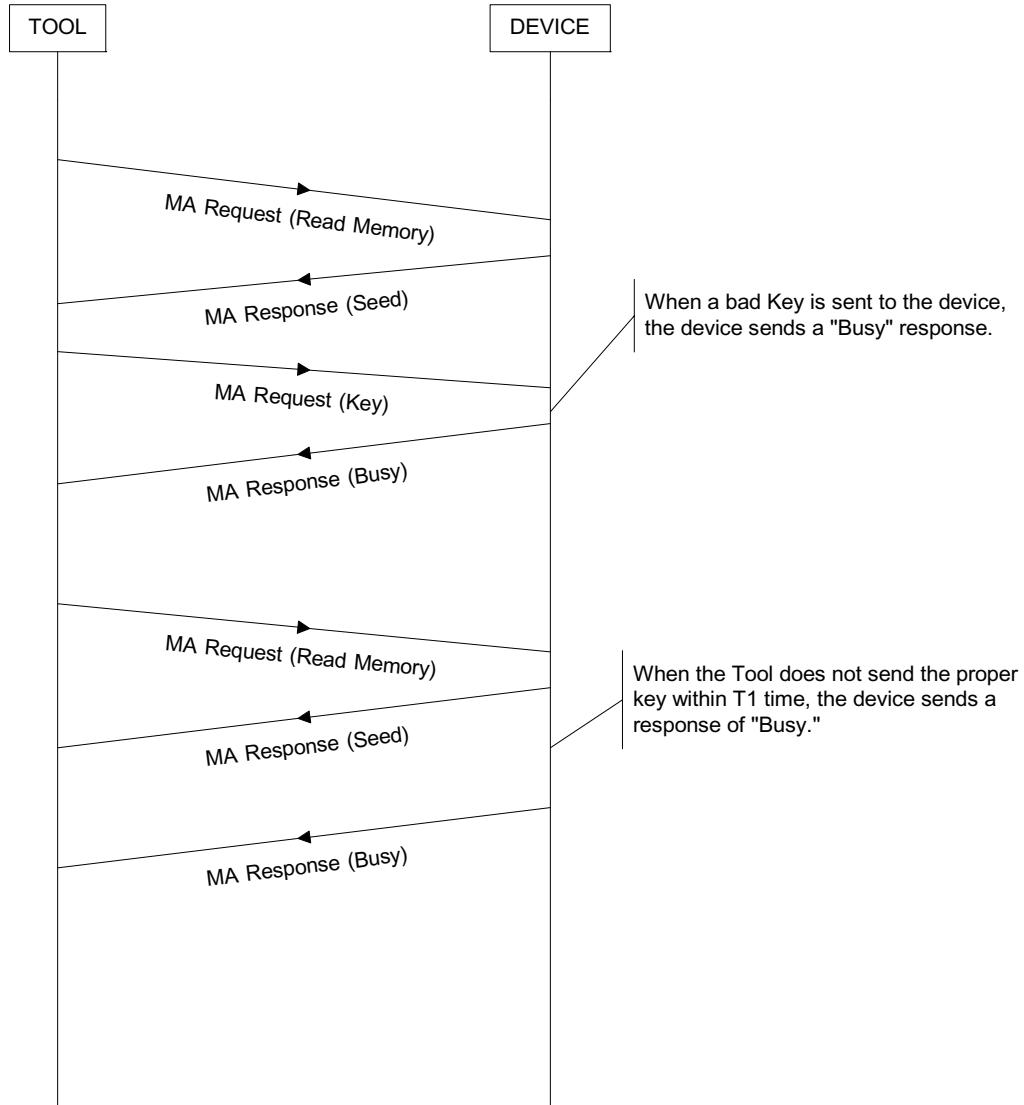 TOOL
DEVICE
MA Request (Read Memory)
MA Response (Seed)
When a bad Key is sent to the device,
the device sends a "Busy" response.
MA Request (Key)
MA Response (Busy)
MA Request (Read Memory)
When the Tool does not send the proper
key within T1 time, the device sends a
response of "Busy."
MA Response (Seed)
MA Response (Busy)